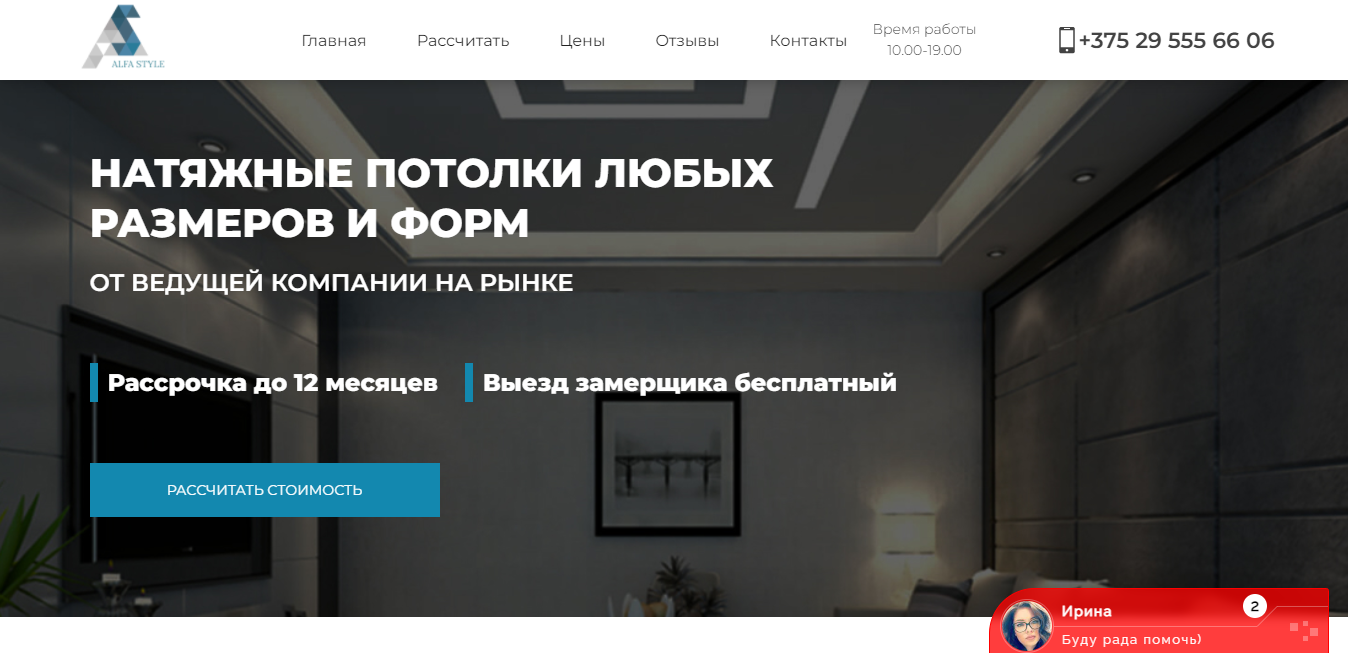 ALFA STYLE
Главная
Рассчитать
Цены
Отзывы
Контакты
Время работы
10.00-19.00
+375 29 555 66 06
НАТЯЖНЫЕ ПОТОЛКИ ЛЮБЫХ
РАЗМЕРОВ И ФОРМ
ОТ ВЕДУЩЕЙ КОМПАНИИ НА РЫНКЕ
Рассрочка до 12 месяцев
Выезд замерщика бесплатный
РАССЧИТАТЬ СТОИМОСТЬ
Ирина
2
Буду рада помочь)